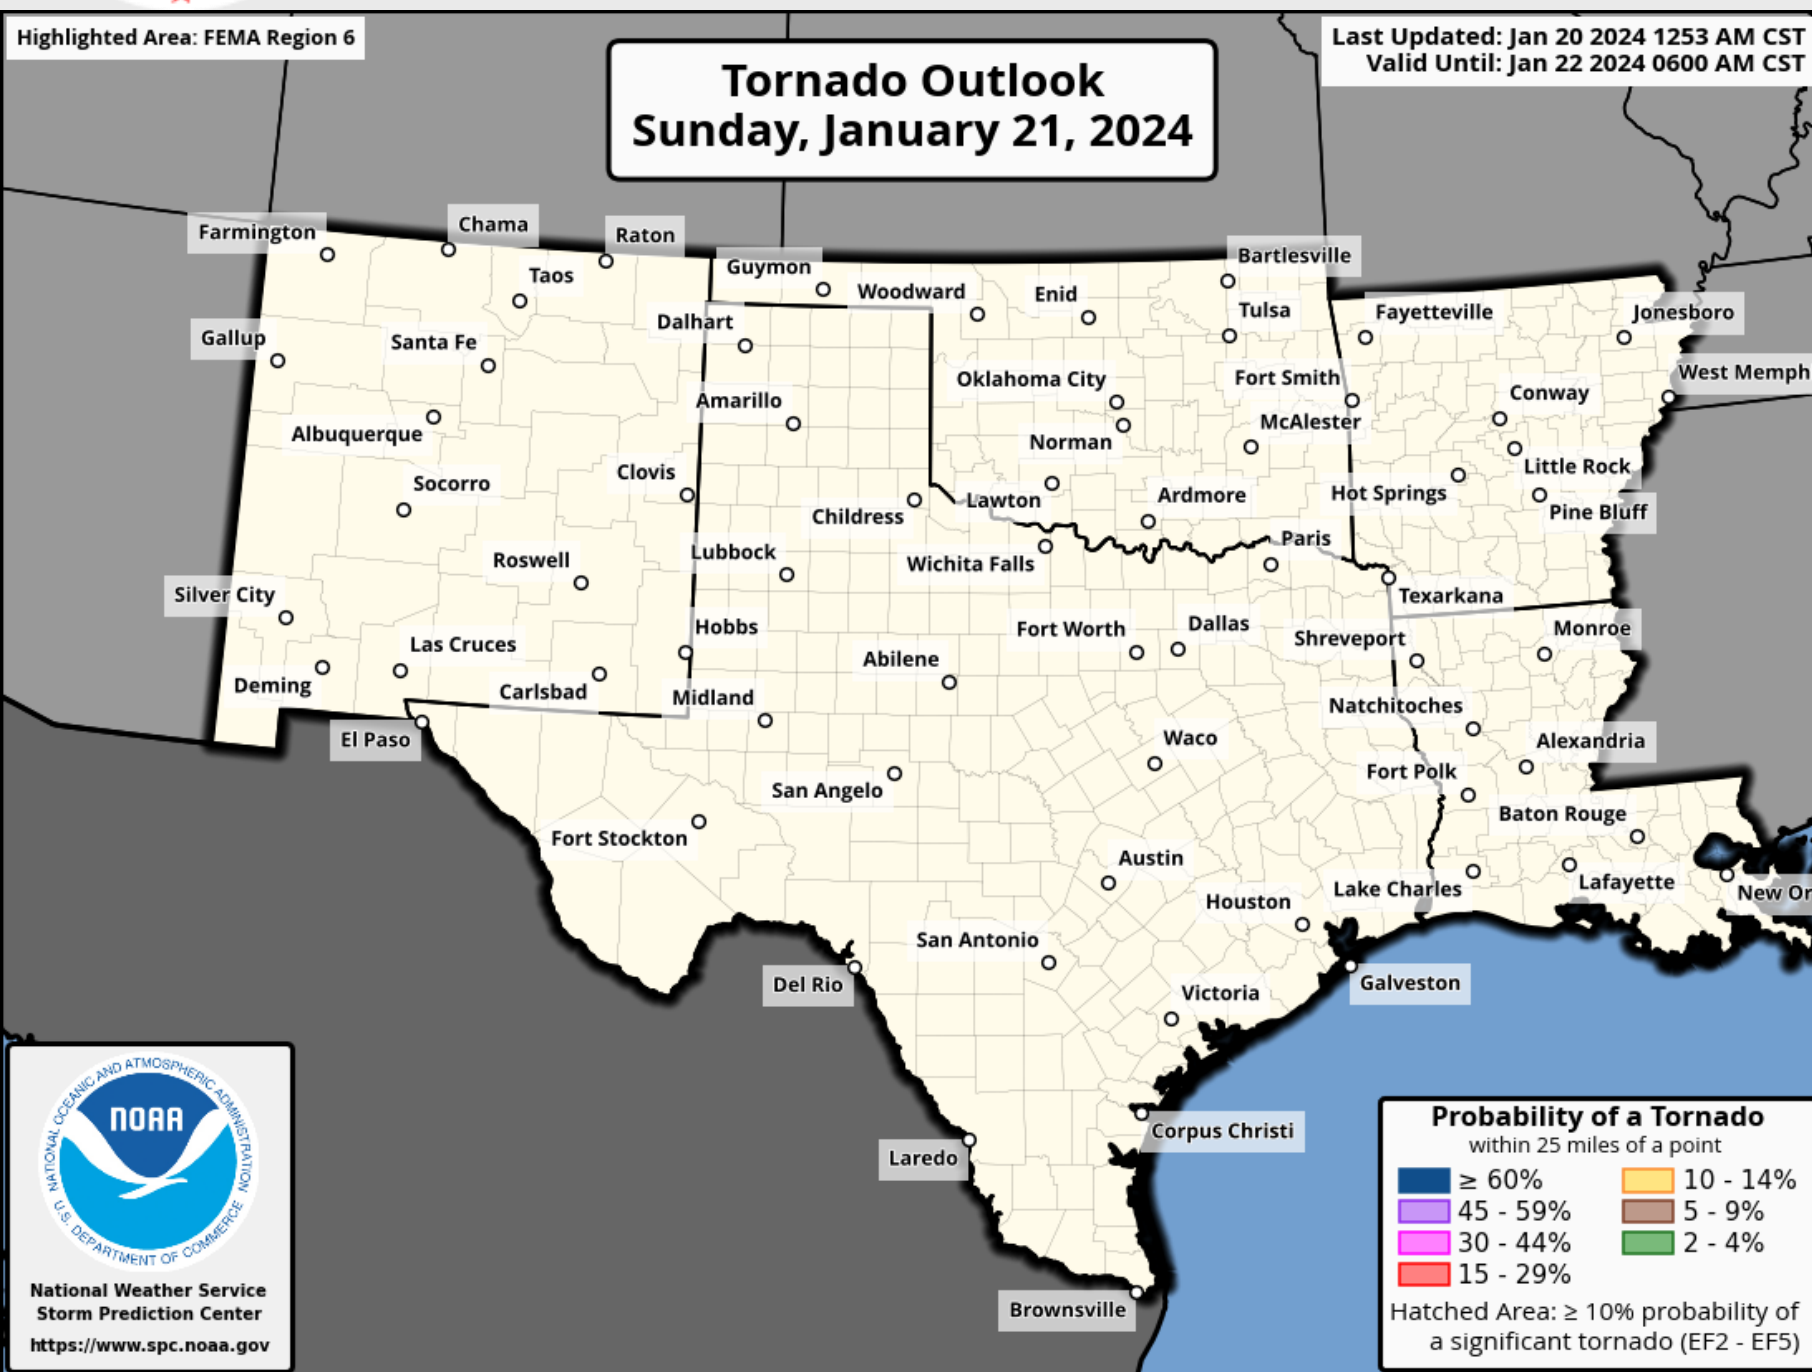 Highlighted Area: FEMA Region 6
Tornado Outlook
Sunday, January 21, 2024
Last Updated: Jan 20 2024 1253 AM CST
Valid Until: Jan 22 2024 0600 AM CST
Farmington
Chama
Raton
Taos
Guymon
Woodward
Enid
Bartlesville
Tulsa
Fayetteville
Jonesboro
Gallup
Santa Fe
Dalhart
Oklahoma City
Fort Smith
Conway
West Memph
Amarillo
Albuquerque
Norman
McAlester
Little Rock
Socorro
Clovis
Childress
Lawton
Ardmore
Hot Springs
Pine Bluff
Roswell
Lubbock
Wichita Falls
Paris
Silver City
Texarkana
Las Cruces
Hobbs
Fort Worth
Dallas
Shreveport
Monroe
Deming
Carlsbad
Midland
Abilene
Natchitoches
El Paso
Waco
Alexandria
San Angelo
Fort Polk
Fort Stockton
Baton Rouge
Austin
Lake Charles
Lafayette
New Or
Houston
San Antonio
Del Rio
Victoria
Galveston
Corpus Christi
Laredo
Brownsville
NATIONAL OCEANIC AND ATMOSPHERIC ADMINISTRATION
NOAA
U.S. DEPARTMENT OF COMMERCE
National Weather Service
Storm Prediction Center
https://www.spc.noaa.gov
Probability of a Tornado
within 25 miles of a point
≥ 60%
10 - 14%
45 - 59%
5 - 9%
30 - 44%
2 - 4%
15 - 29%
Hatched Area: ≥ 10% probability of
a significant tornado (EF2 - EF5)